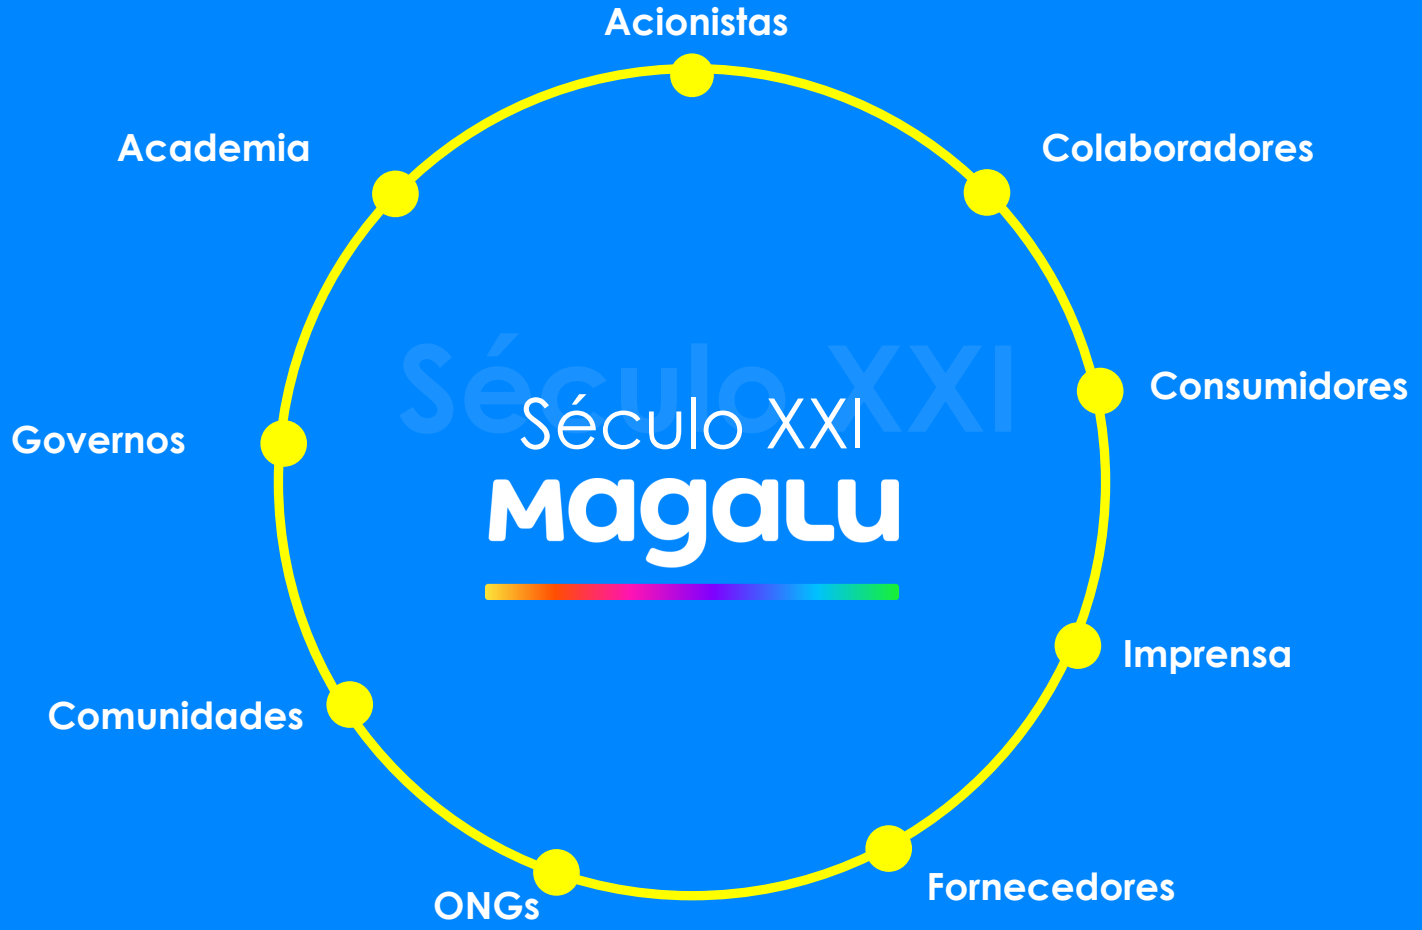 Acionistas
Academia
Colaboradores
Século XXI
Consumidores
Século XXI
Governos
Magalu
Imprensa
Comunidades
Fornecedores
ONGs